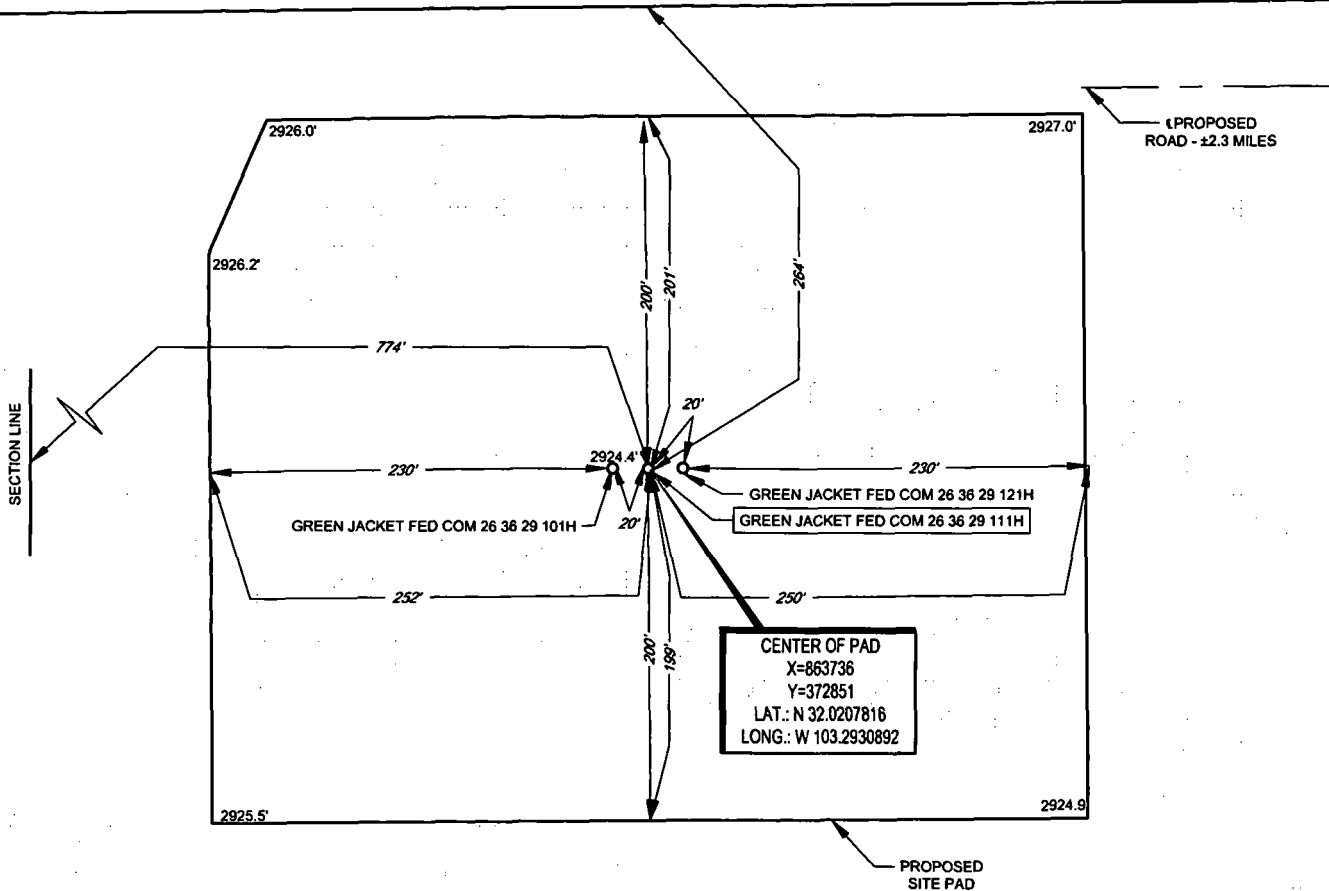 2926.0'
2927.0'
℄PROPOSED
ROAD - ±2.3 MILES
2926.2'
200'
201'
264'
774'
SECTION LINE
20'
2924.4'
230'
230'
GREEN JACKET FED COM 26 36 29 121H
GREEN JACKET FED COM 26 36 29 101H
20'
GREEN JACKET FED COM 26 36 29 111H
252'
250'
200'
199'
CENTER OF PAD
X=863736
Y=372851
LAT.: N 32.0207816
LONG.: W 103.2930892
2925.5'
2924.9
PROPOSED
SITE PAD